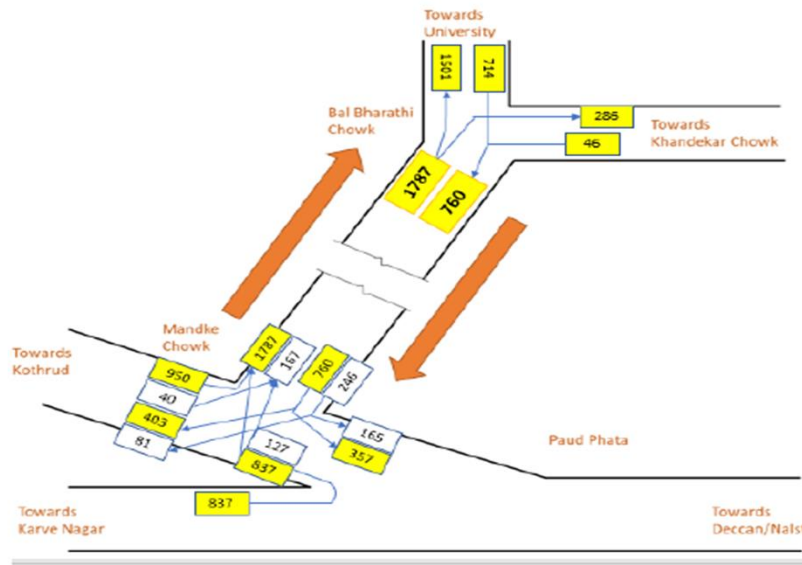 Towards
University
1501
714
Bal Bharathi
Chowk
286
Towards
Khandekar Chowk
46
1787
760
Mandke
Chowk
Towards
Kothrud
950
40
403
81
1787
167
760
246
165
357
127
837
837
Paud Phata
Towards
Karve Nagar
Towards
Deccan/Nalst